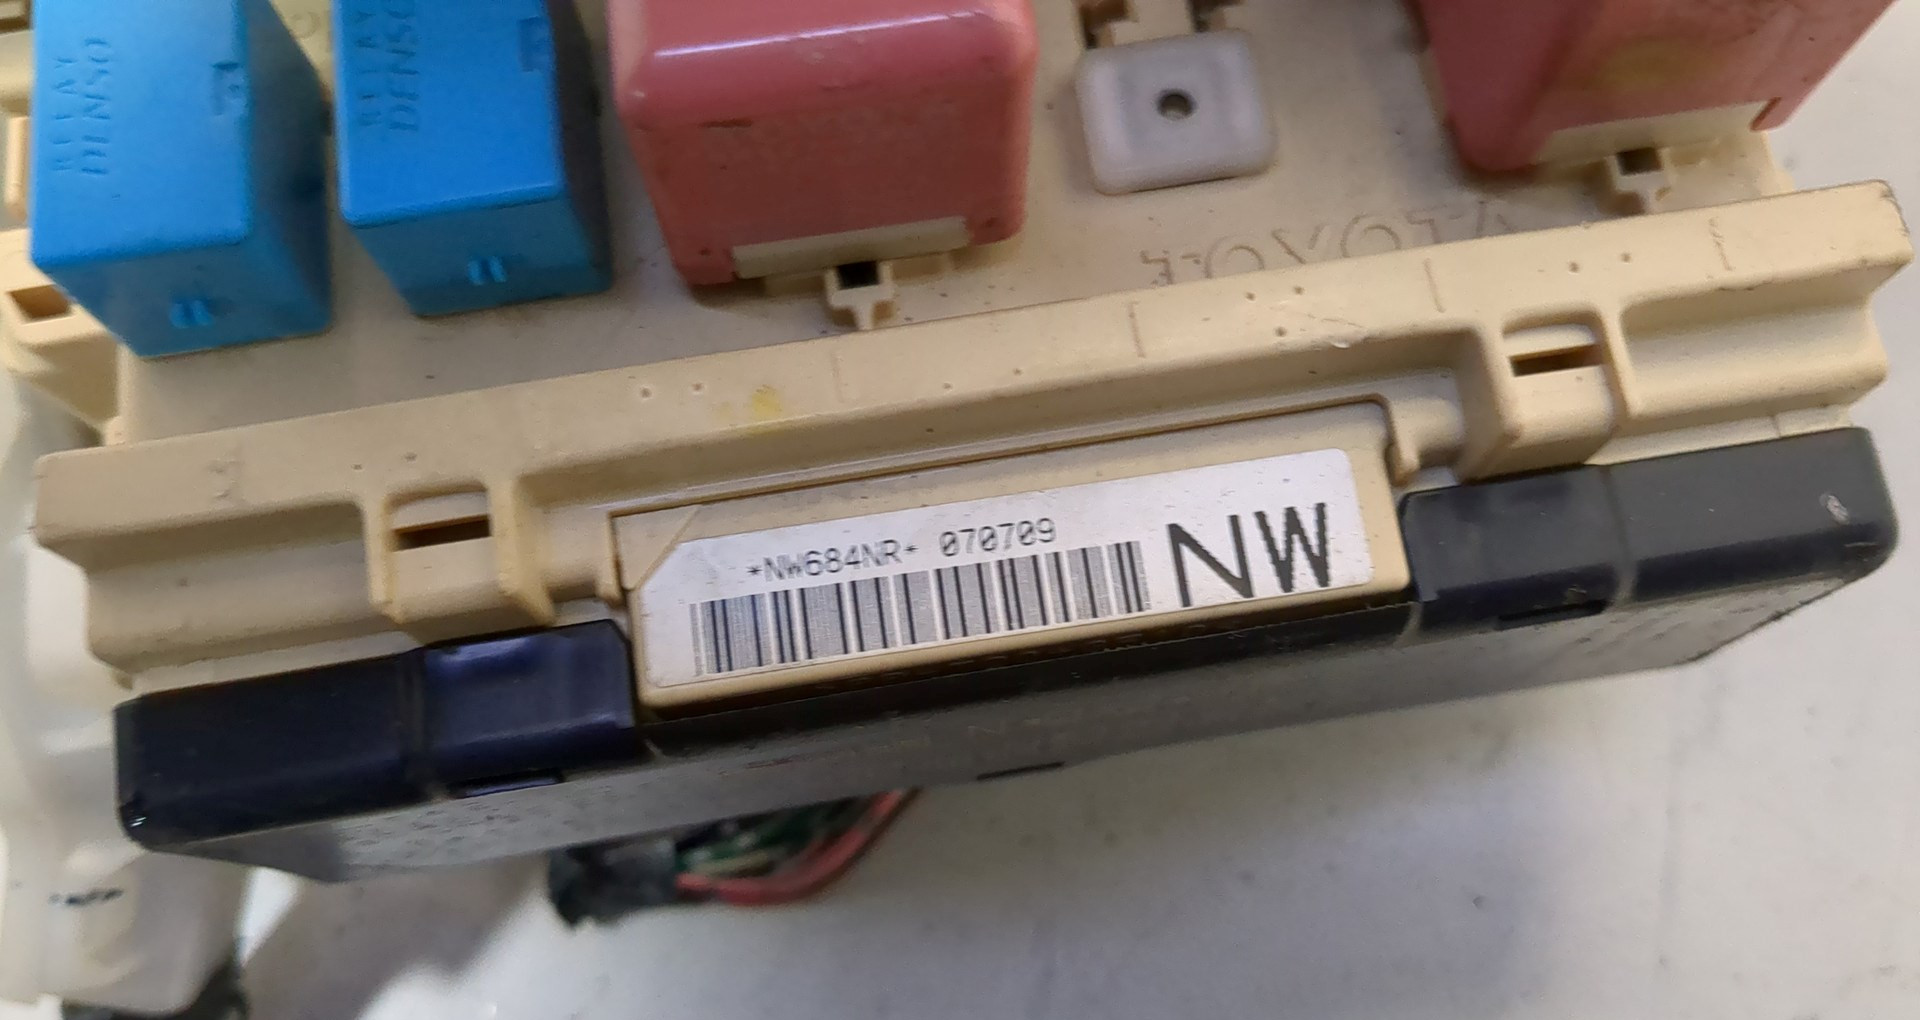 RELAY
DENSO
RELAY
DENSO
TOYOTA
*NW684NR* 070709
NW